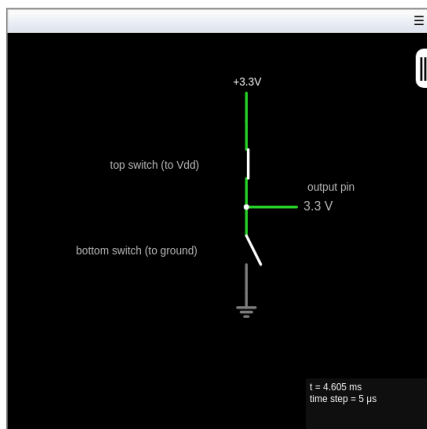 +3.3V
top switch (to Vdd)
output pin
3.3 V
bottom switch (to ground)
t = 4.605 ms
time step = 5 μs